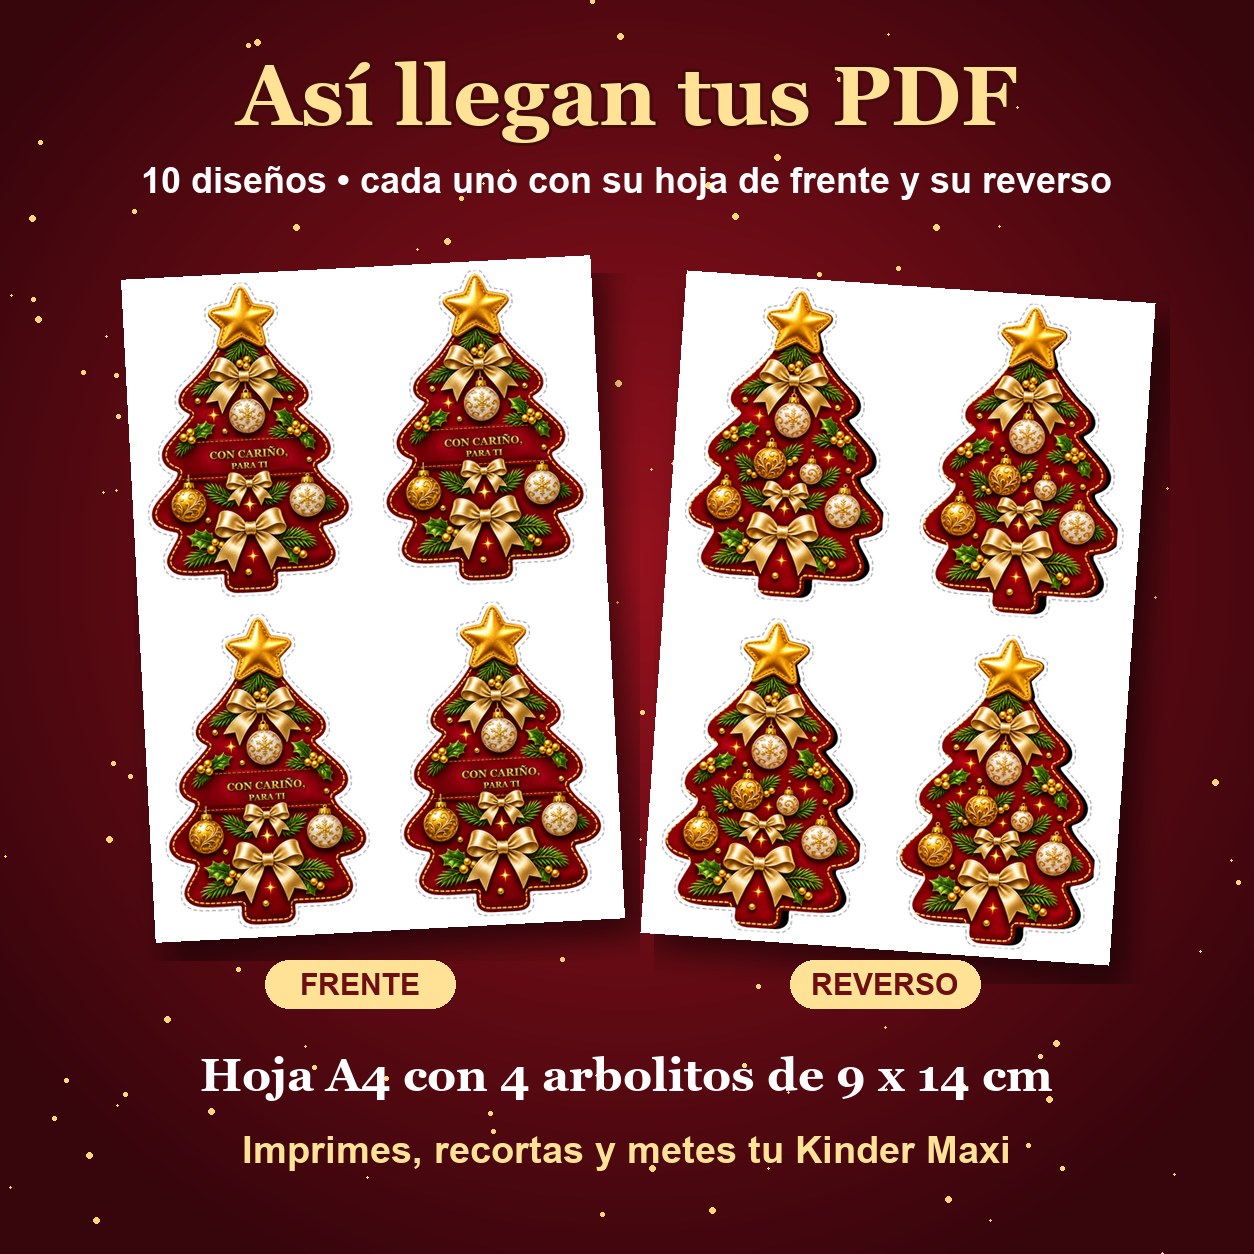 Así llegan tus PDF
10 diseños • cada uno con su hoja de frente y su reverso
CON CARIÑO,
PARA TI
CON CARIÑO,
PARA TI
CON CARIÑO,
PARA TI
CON CARIÑO,
PARA TI
FRENTE
REVERSO
Hoja A4 con 4 arbolitos de 9 x 14 cm
Imprimes, recortas y metes tu Kinder Maxi